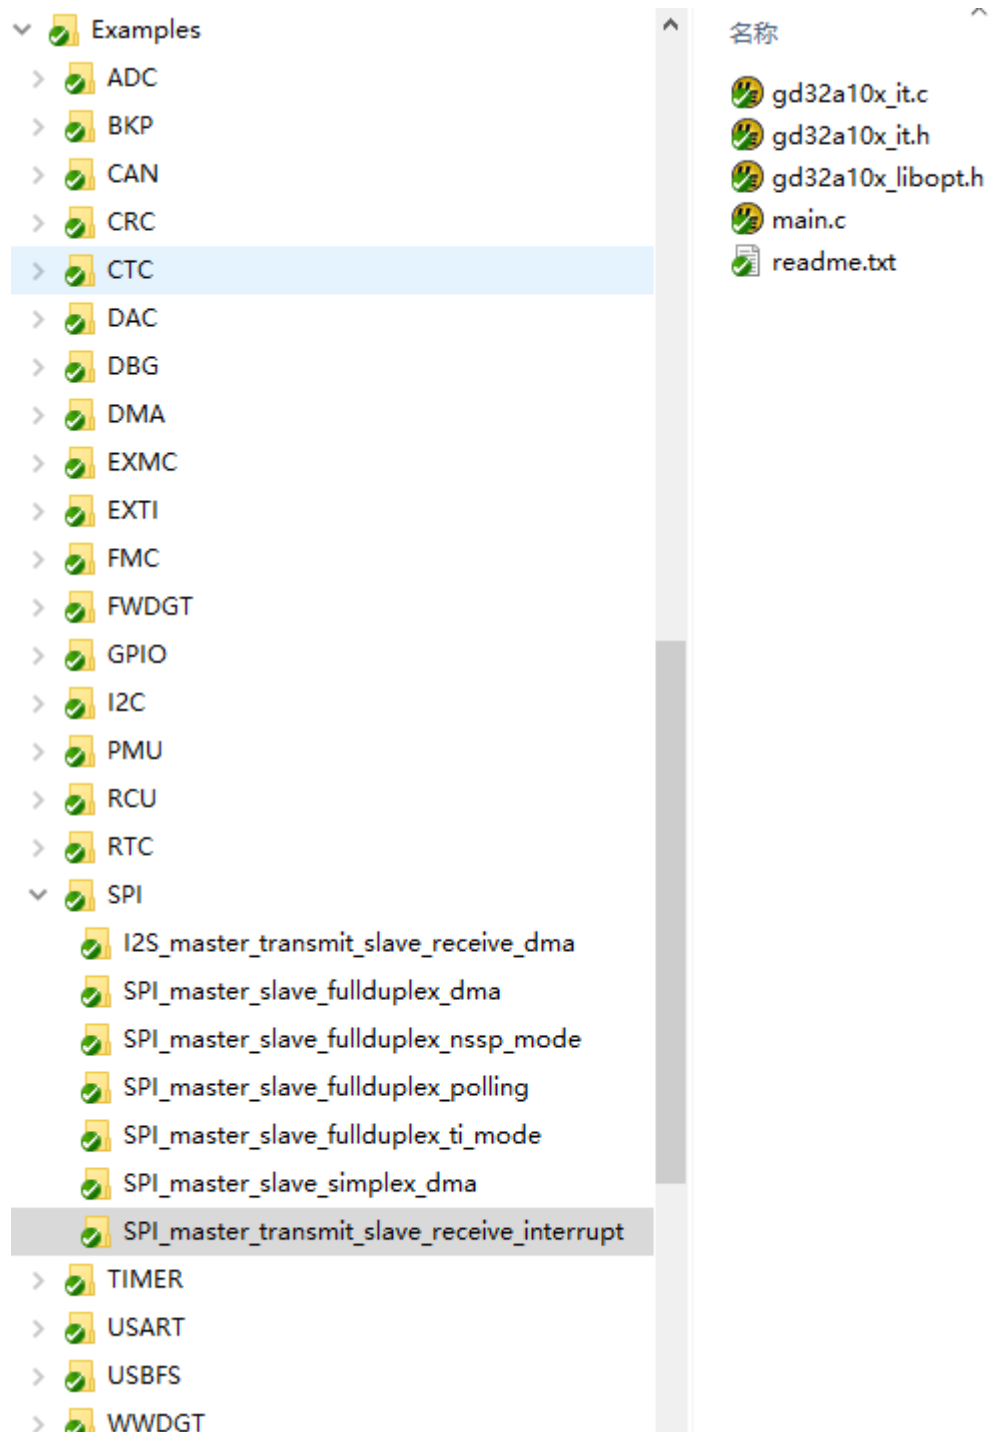 Examples
ADC
BKP
CAN
CRC
CTC
DAC
DBG
DMA
EXMC
EXTI
FMC
FWDGT
GPIO
I2C
PMU
RCU
RTC
SPI
I2S_master_transmit_slave_receive_dma
SPI_master_slave_fullduplex_dma
SPI_master_slave_fullduplex_nssp_mode
SPI_master_slave_fullduplex_polling
SPI_master_slave_fullduplex_ti_mode
SPI_master_slave_simplex_dma
SPI_master_transmit_slave_receive_interrupt
TIMER
USART
USBFS
WWDGT
名称
gd32a10x_it.c
gd32a10x_it.h
gd32a10x_libopt.h
main.c
readme.txt